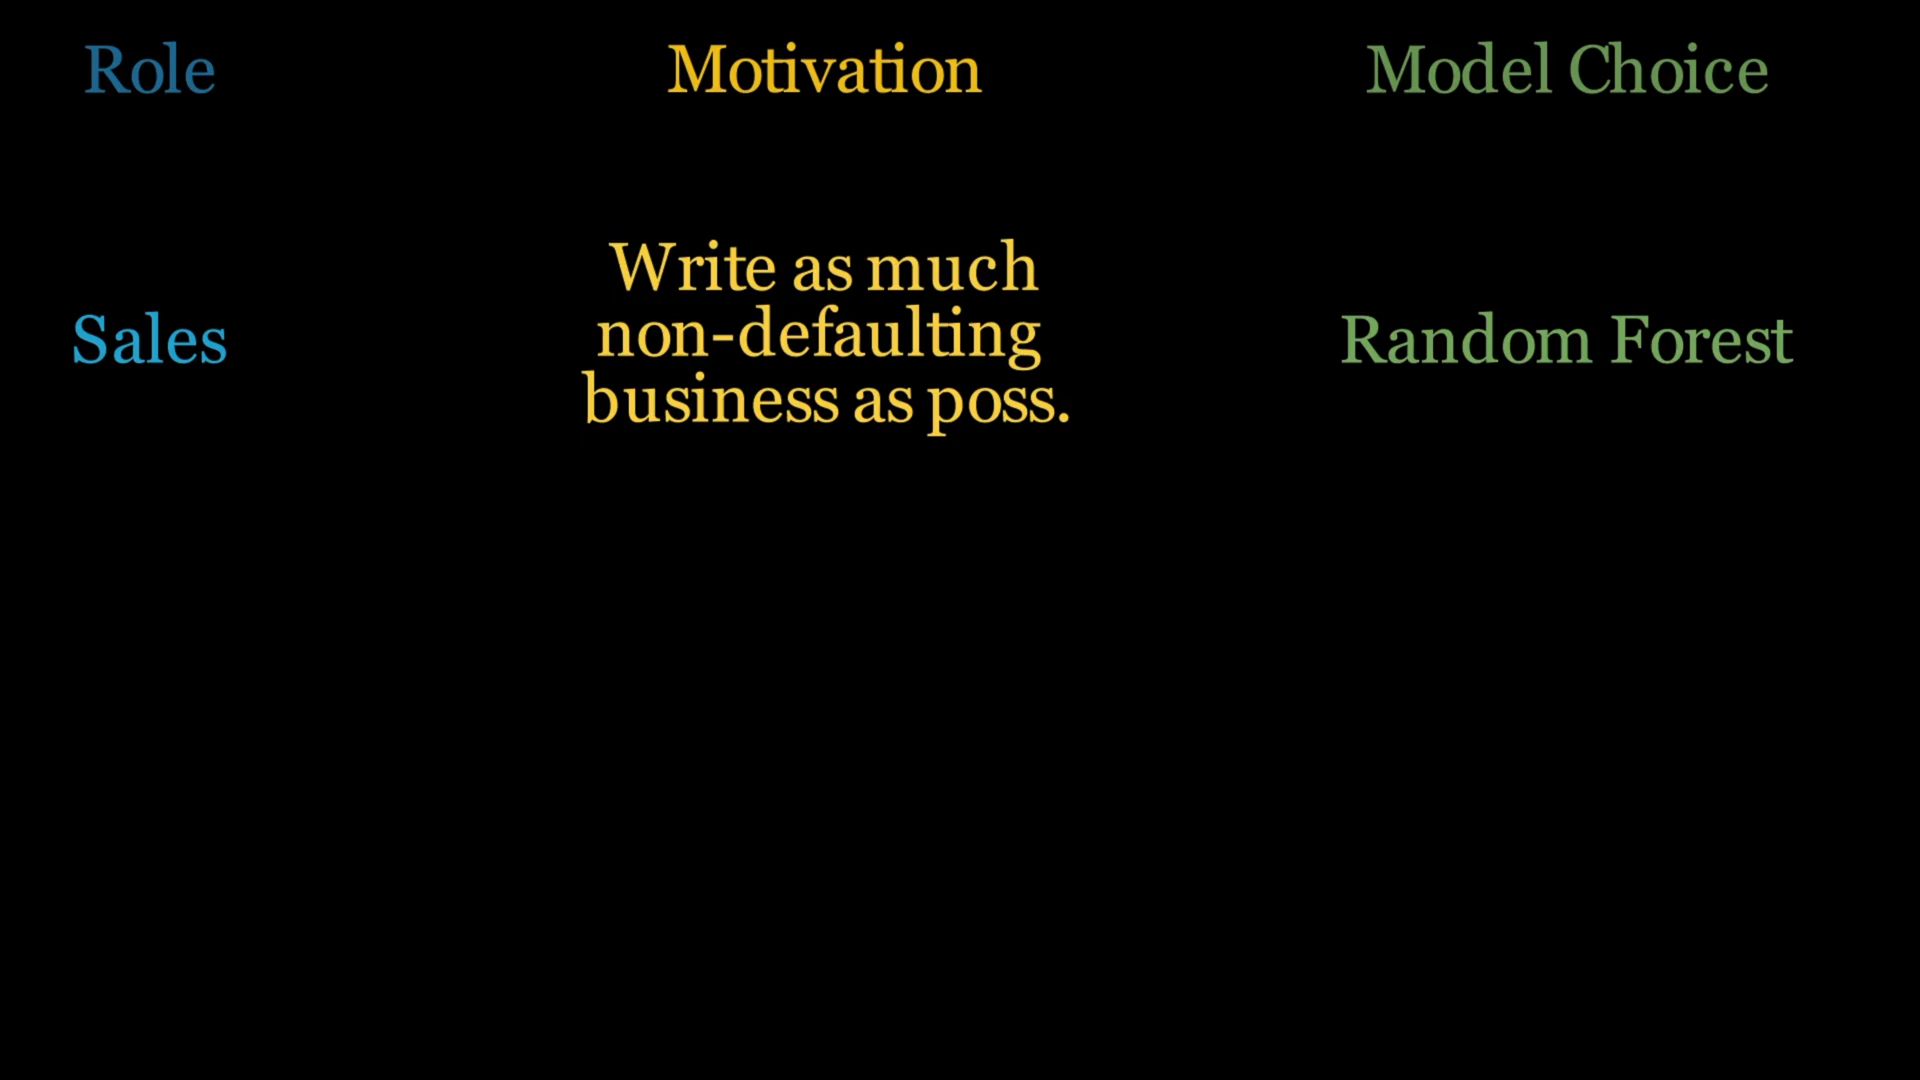 Role Motivation Model Choice
Write as much
non-defaulting
business as poss.
Sales
Random Forest